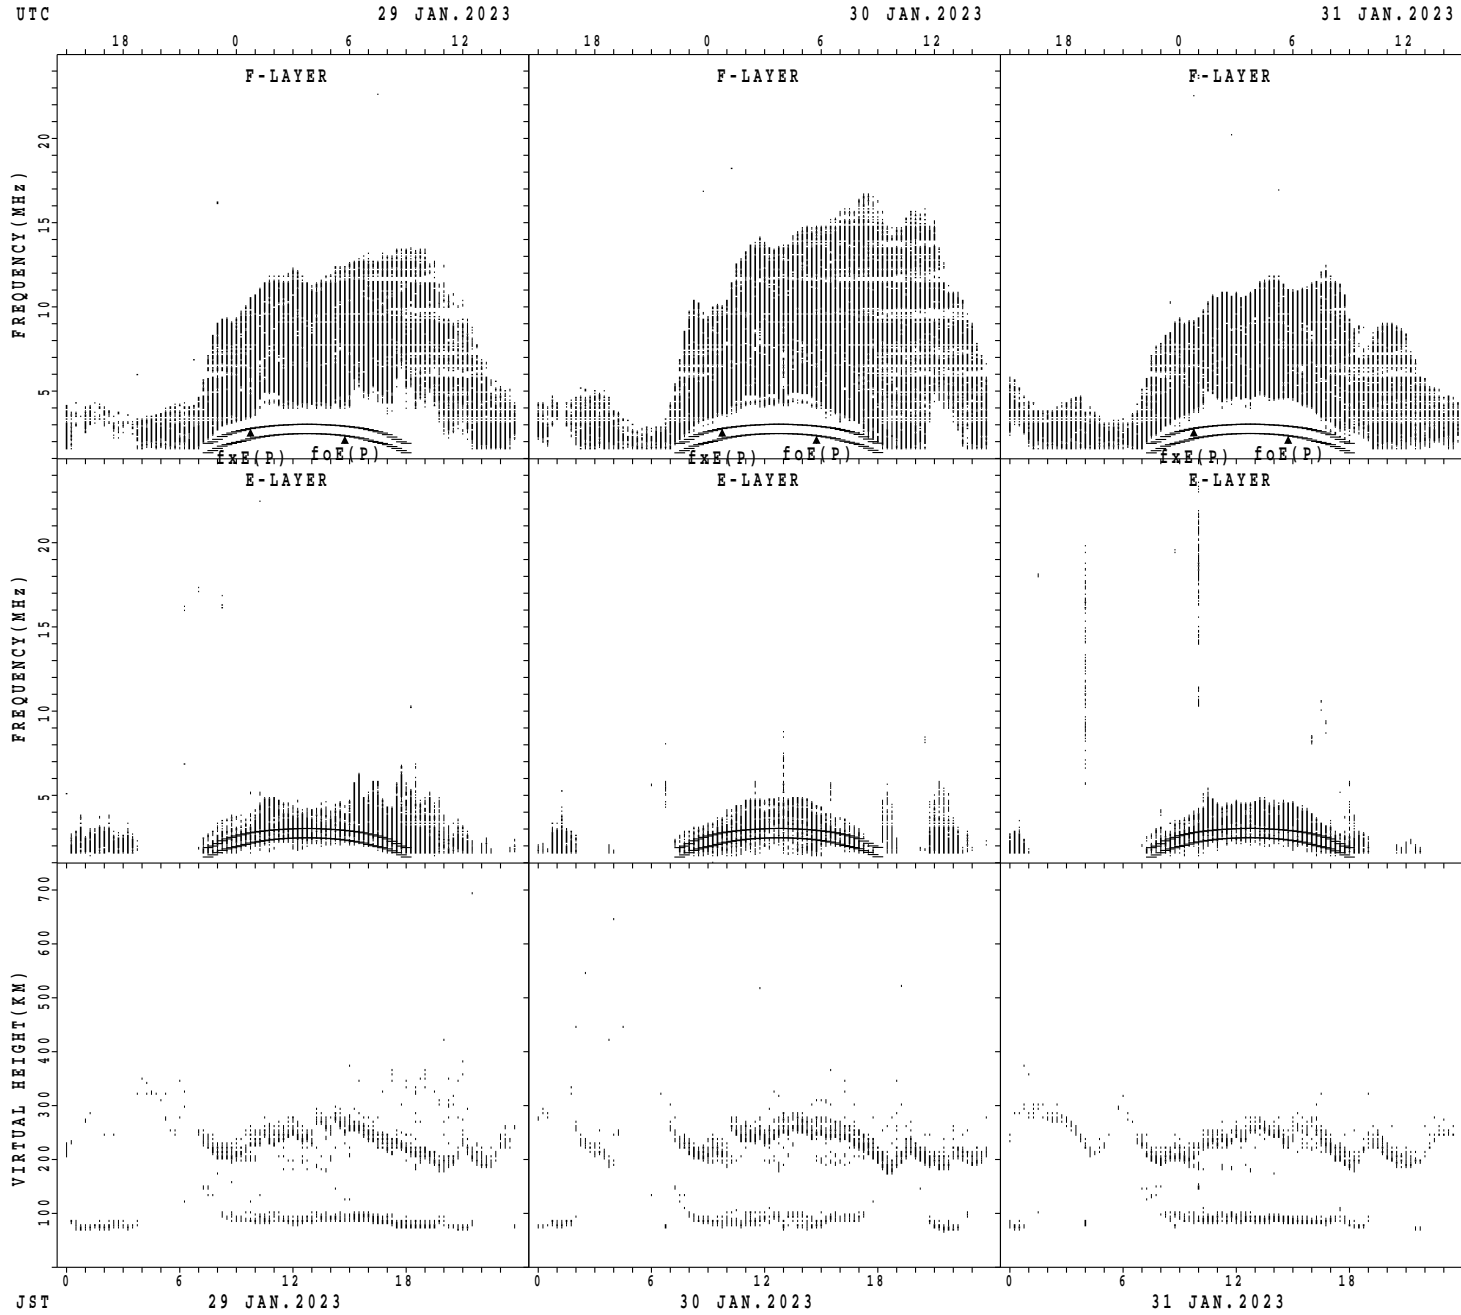 UTC 29 JAN.2023 30 JAN.2023 31 JAN.2023
18 0 6 12 0 6 12 18 0 6 12
F-LAYER F-LAYER F-LAYER
FREQUENCY(MHz)
20
15
10
5
fxE(P) foE(P) fxE(P) foE(P) fxE(P) foE(P)
E-LAYER E-LAYER E-LAYER
FREQUENCY(MHz)
20
15
10
5
VIRTUAL HEIGHT(KM)
700
600
500
400
300
200
100
0 6 12 18 0 6 12 18 0 6 12 18
JST 29 JAN.2023 30 JAN.2023 31 JAN.2023